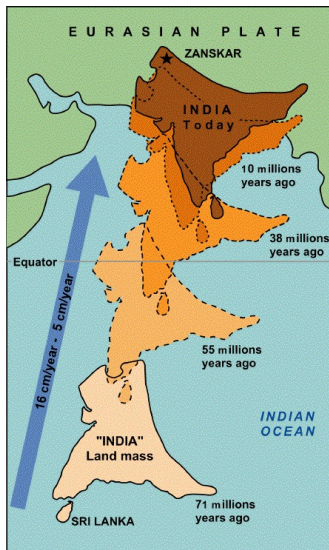 EURASIAN PLATE
ZANSKAR
INDIA
Today
10 millions
years ago
38 millions
years ago
Equator
16 cm/year - 5 cm/year
55 millions
years ago
INDIAN
OCEAN
"INDIA"
Land mass
71 millions
years ago
SRI LANKA